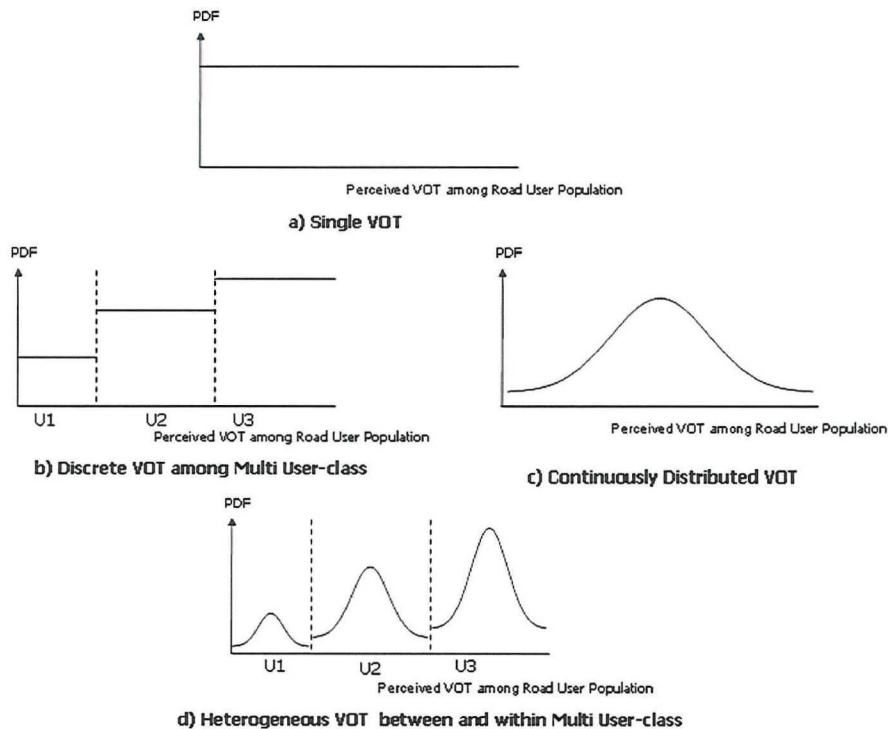 PDF
Perceived VOT among Road User Population
a) Single VOT
PDF
U1 U2 U3
Perceived VOT among Road User Population
b) Discrete VOT among Multi User-class
PDF
Perceived VOT among Road User Population
c) Continuously Distributed VOT
PDF
U1 U2 U3
Perceived VOT among Road User Population
d) Heterogeneous VOT between and within Multi User-class